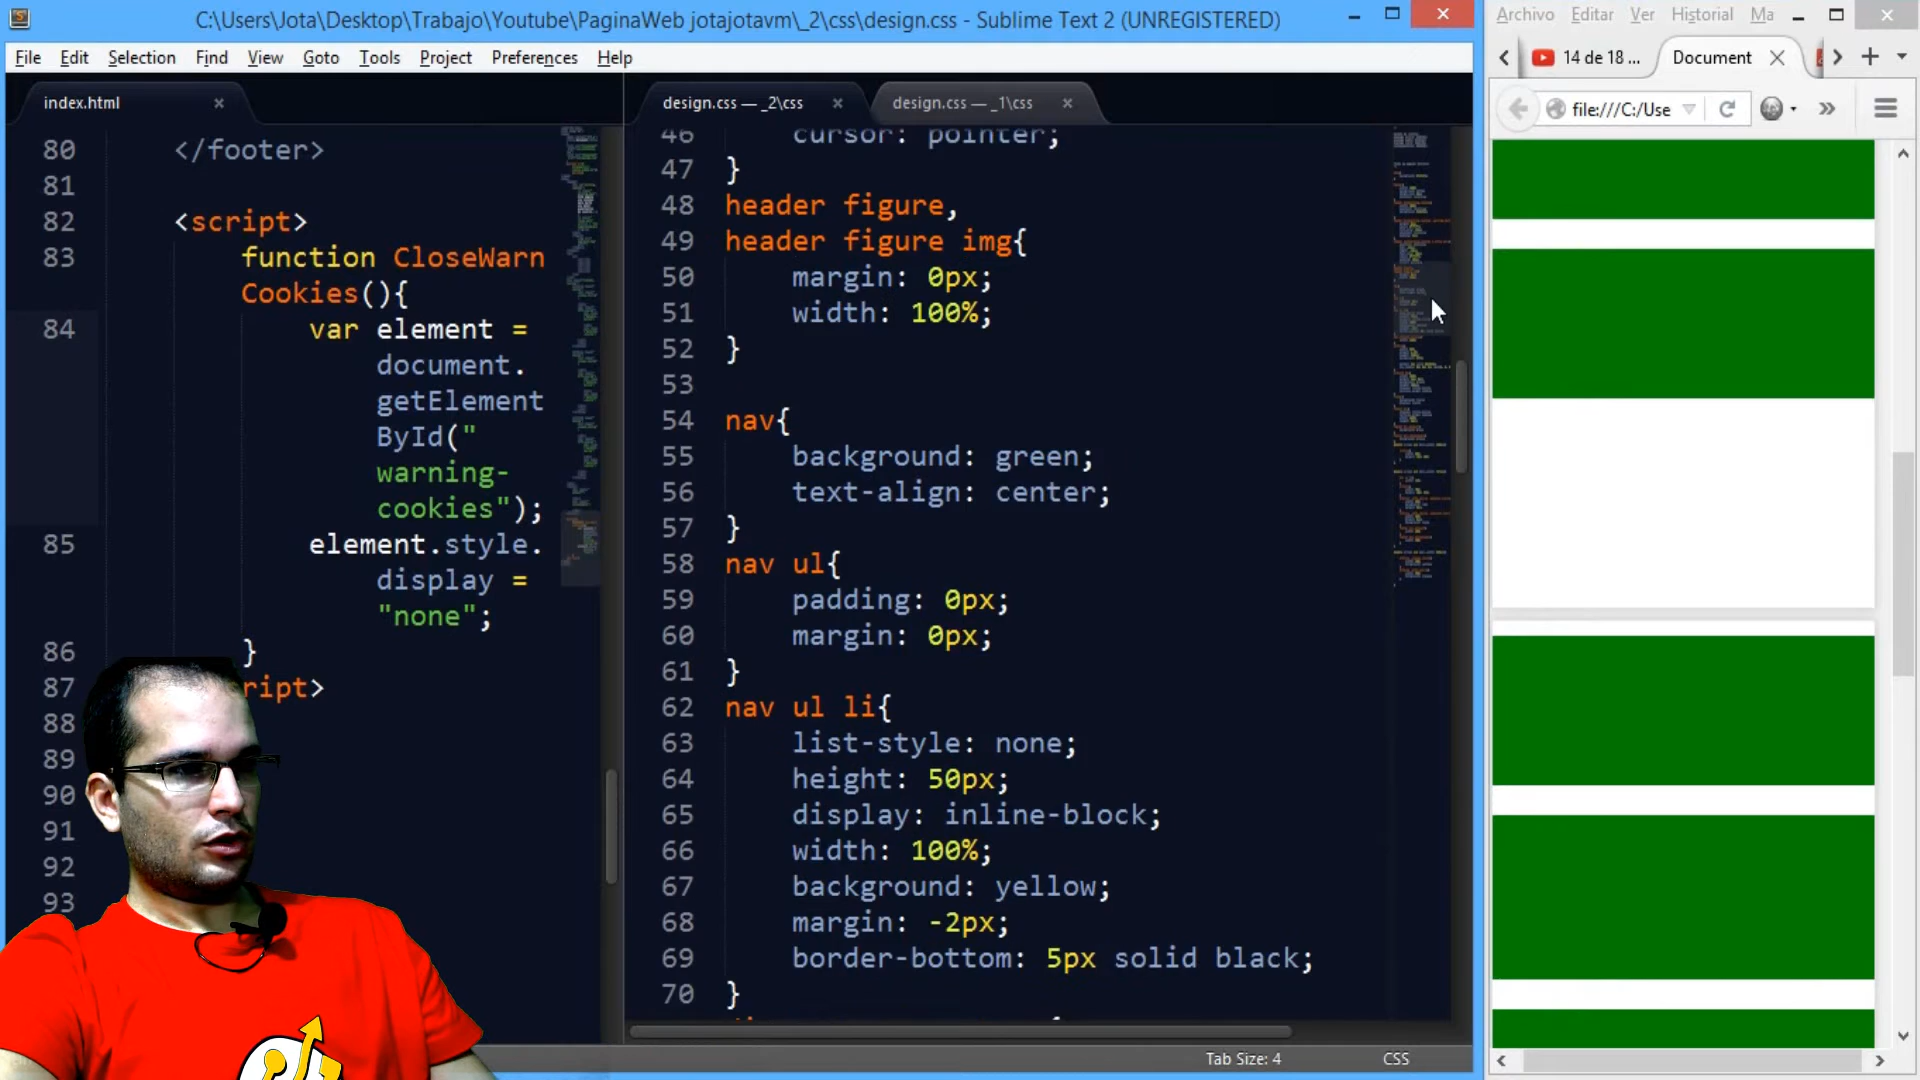 C:\Users\Jota\Desktop\Trabajo\Youtube\PaginaWeb jotajotavm\_2\css\design.css - Sublime Text 2 (UNREGISTERED)
File Edit Selection Find View Goto Tools Project Preferences Help
index.html
80 </footer>
81
82 <script>
83 function CloseWarn
Cookies(){
84 var element =
document.
getElement
ById("
warning-
cookies");
85 element.style.
display =
"none";
86 }
87 ript>
88
89
90
91
92
93
design.css — _2\css
design.css — _1\css
46 cursor: pointer;
47 }
48 header figure,
49 header figure img{
50 margin: 0px;
51 width: 100%;
52 }
53
54 nav{
55 background: green;
56 text-align: center;
57 }
58 nav ul{
59 padding: 0px;
60 margin: 0px;
61 }
62 nav ul li{
63 list-style: none;
64 height: 50px;
65 display: inline-block;
66 width: 100%;
67 background: yellow;
68 margin: -2px;
69 border-bottom: 5px solid black;
70 }
Tab Size: 4 CSS
Archivo Editar Ver Historial Ma
14 de 18 ... Document
file:///C:/Use